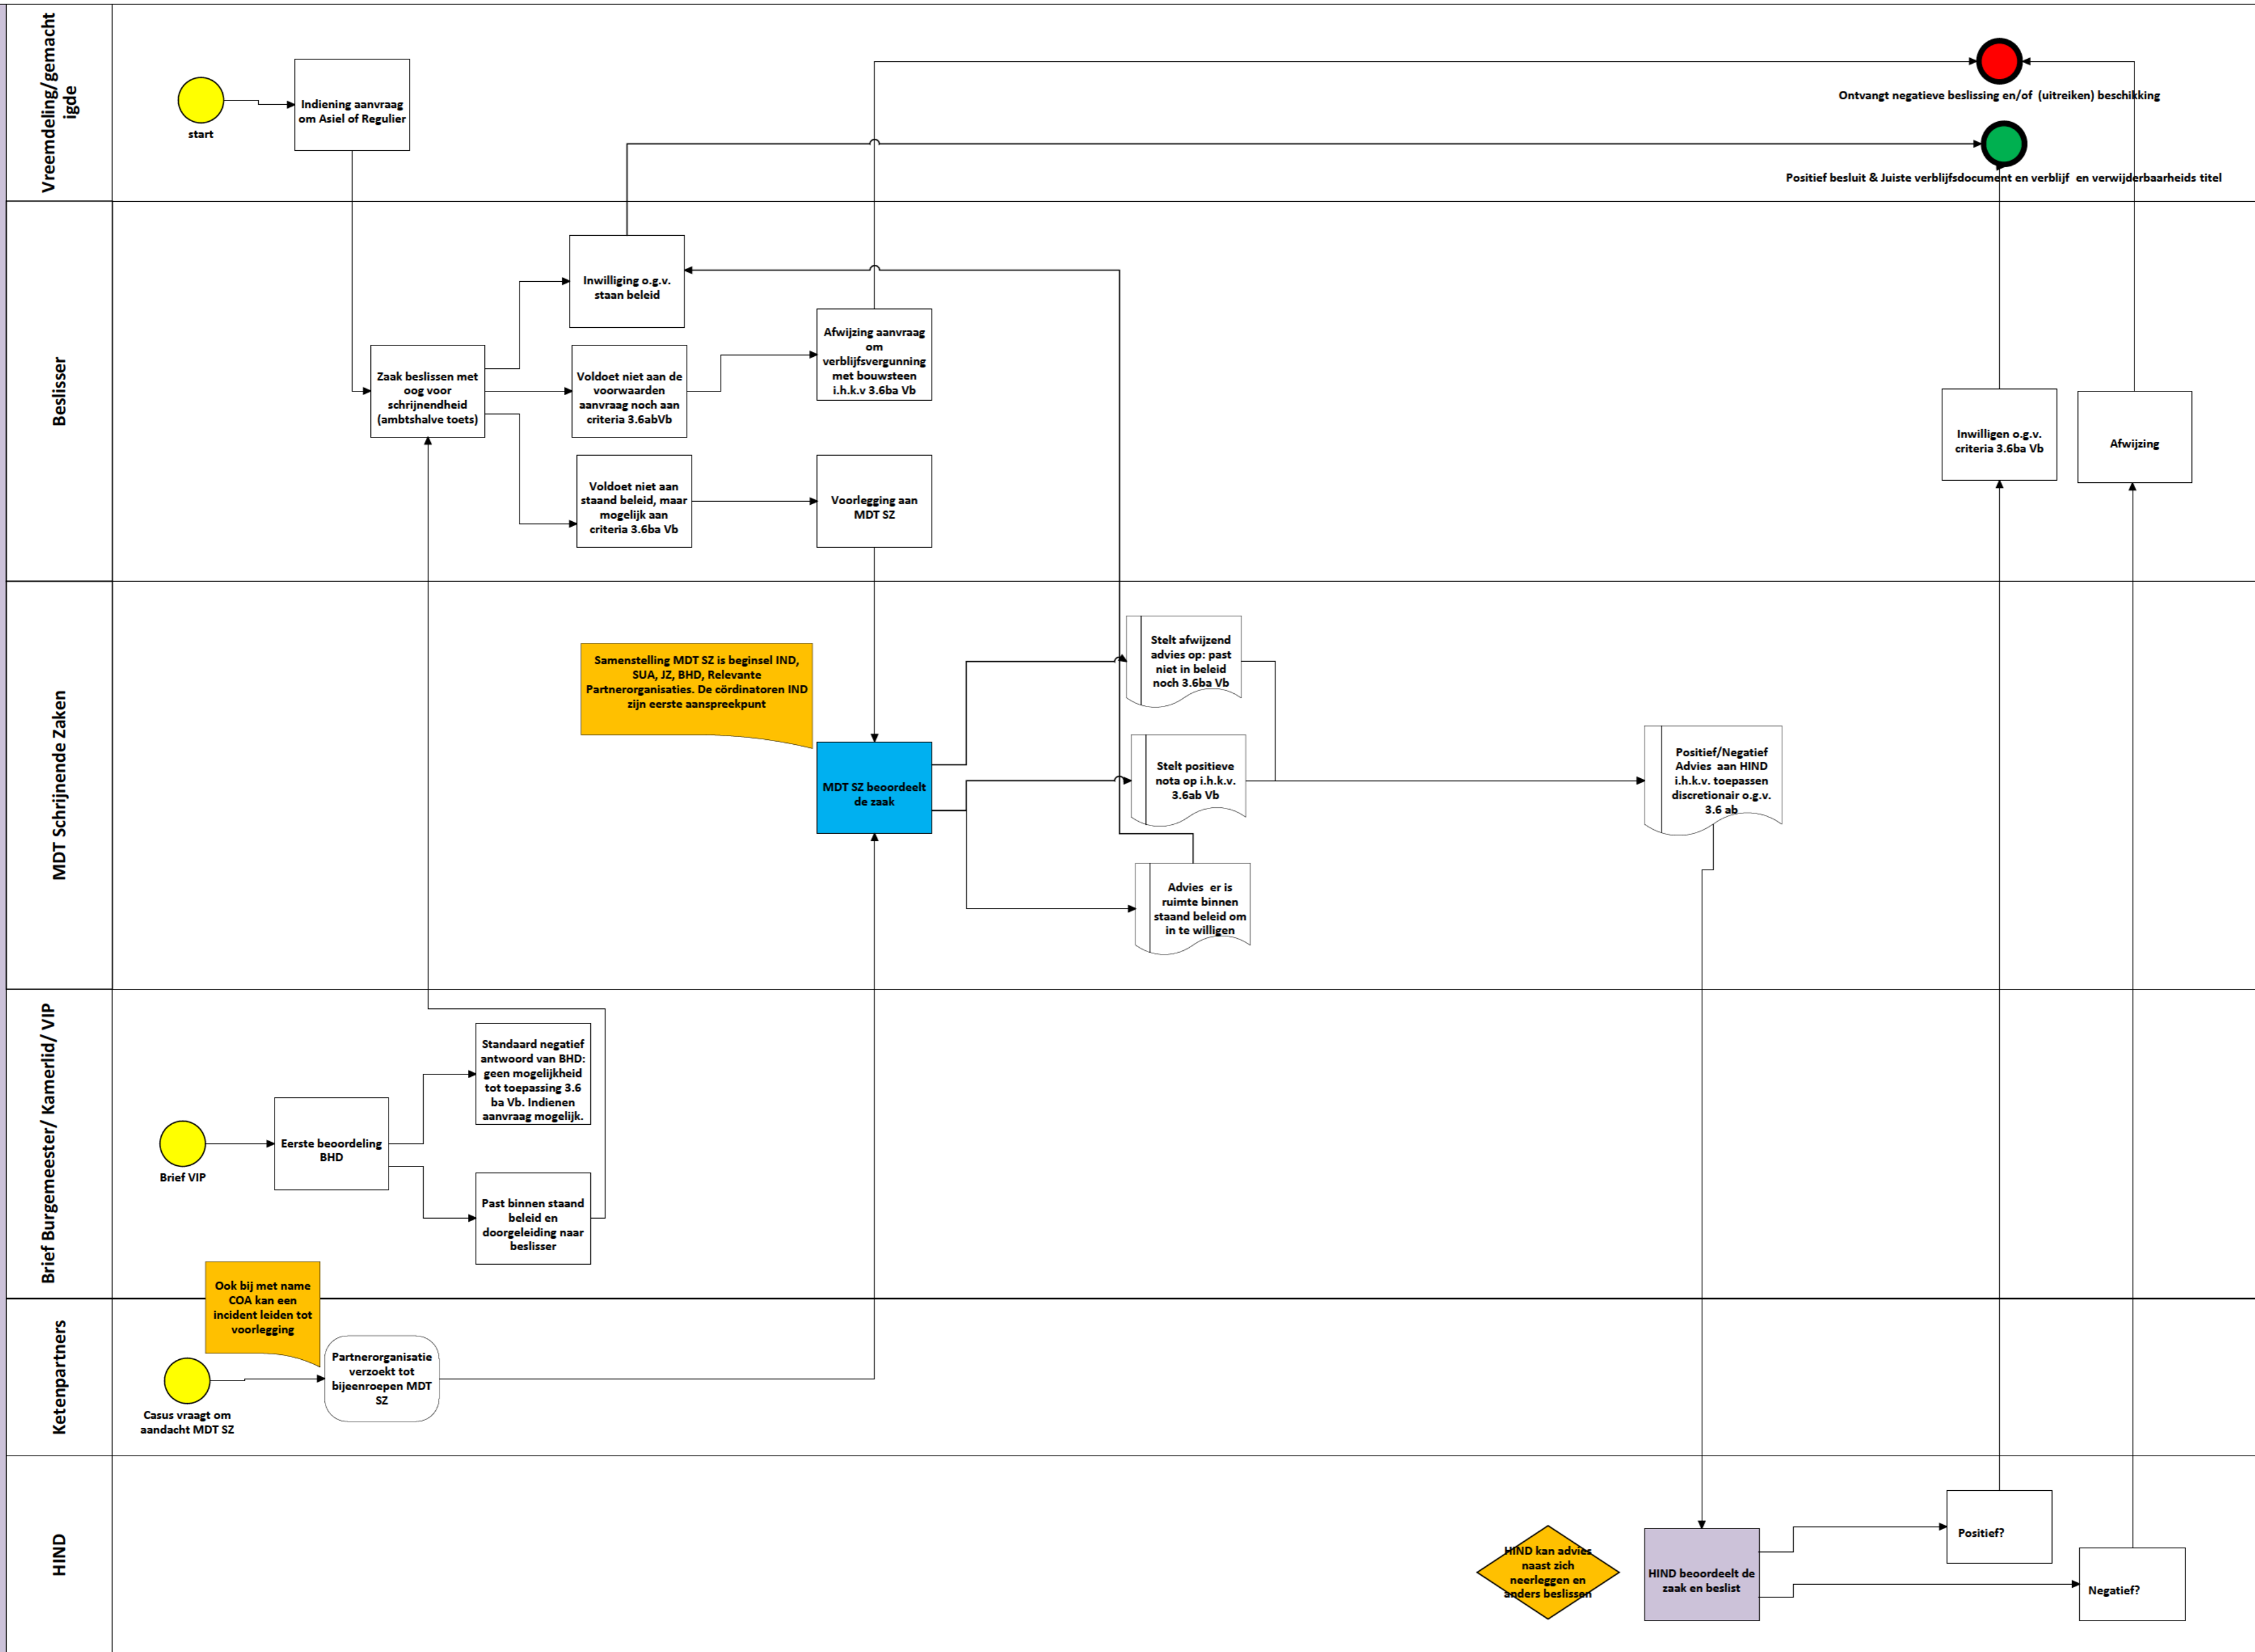 Vreemdeling/gemacht
igde
start
Indiening aanvraag
om Asiel of Regulier
Ontvangt negatieve beslissing en/of (uitreiken) beschikking
Positief besluit & Juiste verblijfsdocument en verblijf en verwijderbaarheids titel
Beslisser
Zaak beslissen met
oog voor
schrijnendheid
(ambtshalve toets)
Inwilliging o.g.v.
staan beleid
Voldoet niet aan de
voorwaarden
aanvraag noch aan
criteria 3.6abVb
Voldoet niet aan
staand beleid, maar
mogelijk aan
criteria 3.6ba Vb
Afwijzing aanvraag
om
verblijfsvergunning
met bouwsteen
i.h.k.v 3.6ba Vb
Voorlegging aan
MDT SZ
Inwilligen o.g.v.
criteria 3.6ba Vb
Afwijzing
MDT Schrijnende Zaken
Samenstelling MDT SZ is beginsel IND,
SUA, JZ, BHD, Relevante
Partnerorganisaties. De cördinatoren IND
zijn eerste aanspreekpunt
MDT SZ beoordeelt
de zaak
Stelt afwijzend
advies op: past
niet in beleid
noch 3.6ba Vb
Stelt positieve
nota op i.h.k.v.
3.6ab Vb
Advies er is
ruimte binnen
staand beleid om
in te willigen
Positief/Negatief
Advies aan HIND
i.h.k.v. toepassen
discretionair o.g.v.
3.6 ab
Brief Burgemeester/ Kamerlid/ VIP
Brief VIP
Eerste beoordeling
BHD
Standaard negatief
antwoord van BHD:
geen mogelijkheid
tot toepassing 3.6
ba Vb. Indienen
aanvraag mogelijk.
Past binnen staand
beleid en
doorgeleiding naar
beslisser
Ketenpartners
Ook bij met name
COA kan een
incident leiden tot
voorlegging
Casus vraagt om
aandacht MDT SZ
Partnerorganisatie
verzoekt tot
bijeenroepen MDT
SZ
HIND
HIND kan advies
naast zich
neerleggen en
anders beslissen
HIND beoordeelt de
zaak en beslist
Positief?
Negatief?